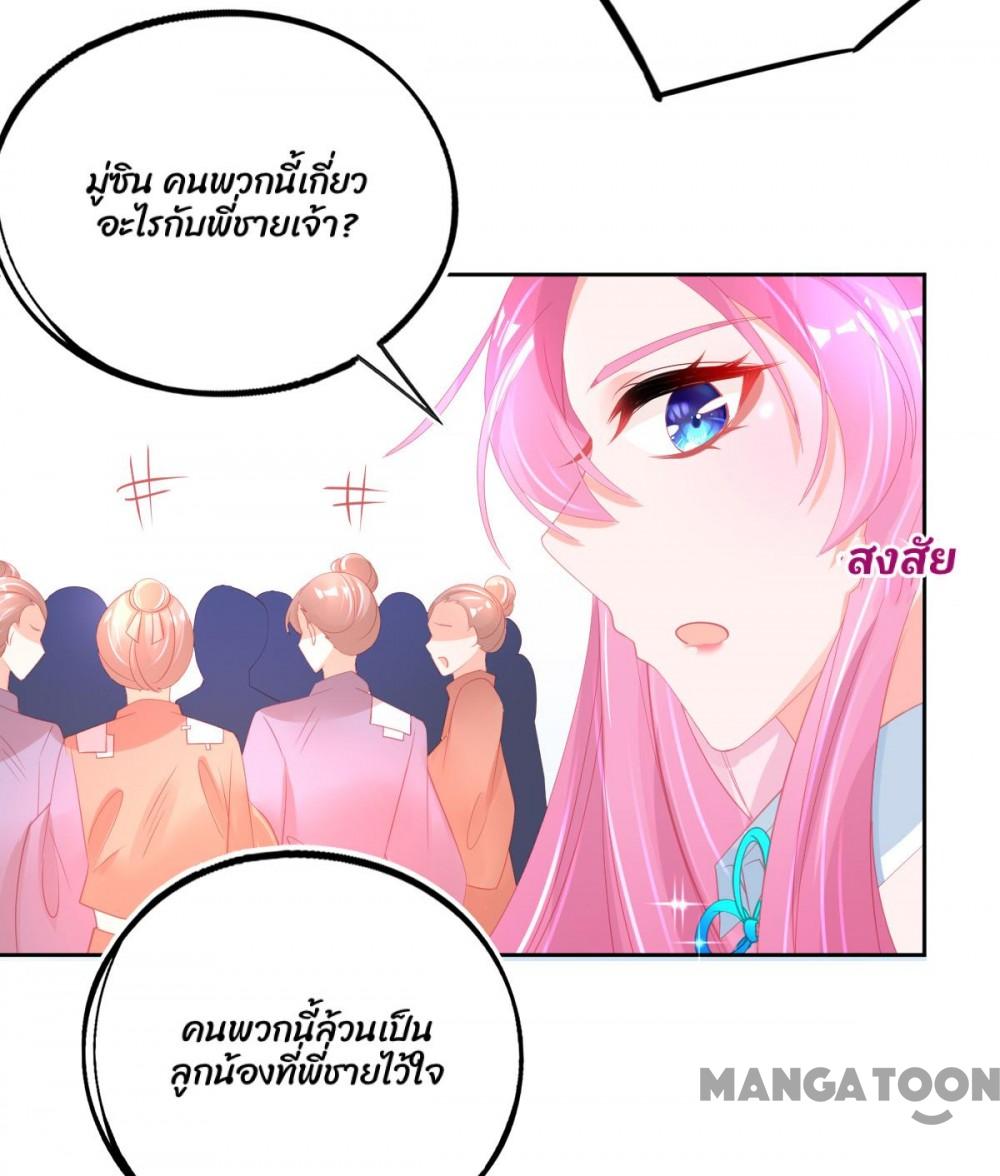 มู่ซิน คนพวกนี้เกี่ยว
อะไรกับพี่ชายเจ้า?
สงสัย
คนพวกนี้ล้วนเป็น
ลูกน้องที่พี่ชายไว้ใจ
MANGATOON